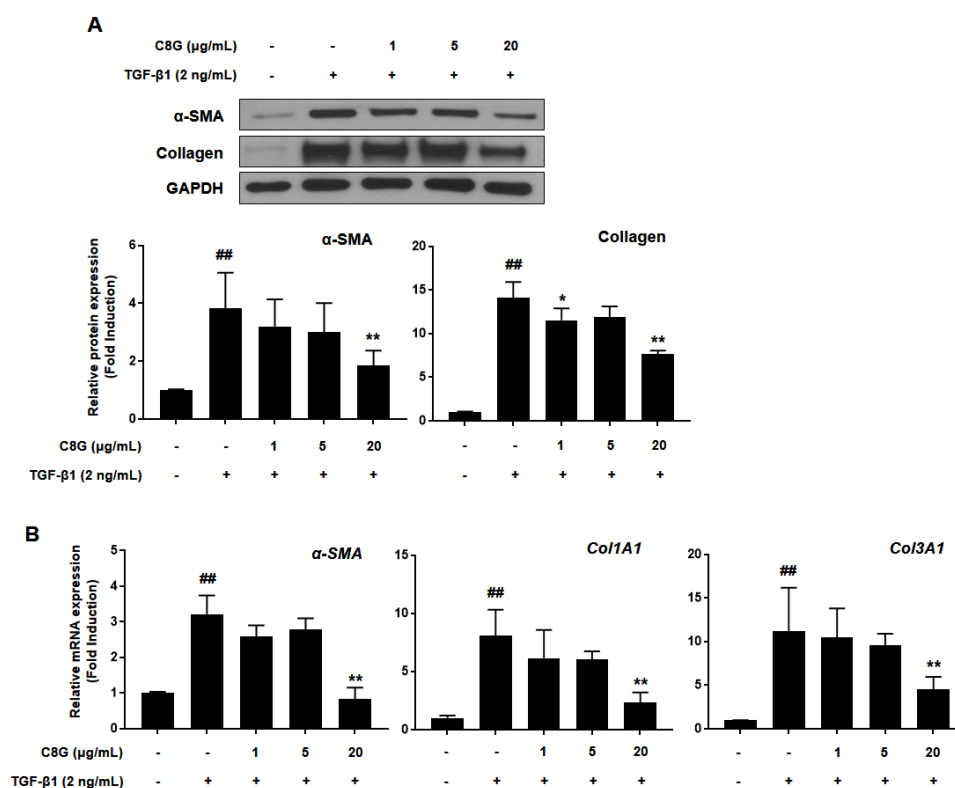 A
C8G (µg/mL) - - 1 5 20
TGF-β1 (2 ng/mL) - + + + +
α-SMA
Collagen
GAPDH
α-SMA
Relative protein expression
(Fold Induction)
6
4
2
0
##
**
C8G (µg/mL) - - 1 5 20
TGF-β1 (2 ng/mL) - + + + +
Collagen
20
15
10
5
0
##
*
**
- - 1 5 20
- + + + +
B
α-SMA
Relative mRNA expression
(Fold Induction)
5
4
3
2
1
0
##
**
C8G (µg/mL) - - 1 5 20
TGF-β1 (2 ng/mL) - + + + +
Col1A1
15
10
5
0
##
**
- - 1 5 20
- + + + +
Col3A1
20
15
10
5
0
##
**
- - 1 5 20
- + + + +